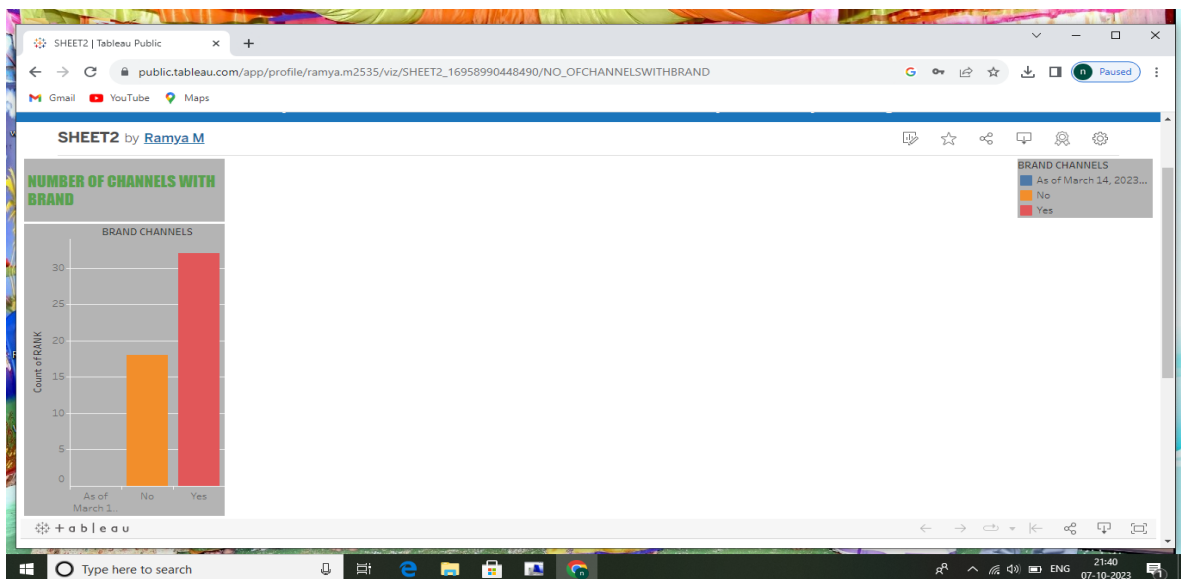 SHEET2 | Tableau Public
public.tableau.com/app/profile/ramya.m2535/viz/SHEET2_16958990448490/NO_OFCHANNELSWITHBRAND
n Paused
Gmail YouTube Maps
SHEET2 by Ramya M
NUMBER OF CHANNELS WITH
BRAND
BRAND CHANNELS
As of March 14, 2023...
No
Yes
BRAND CHANNELS
Count of RANK
30
25
20
15
10
5
0
As of
March 1..
No
Yes
+ a b l e a u
Type here to search
ENG
21:40
07-10-2023